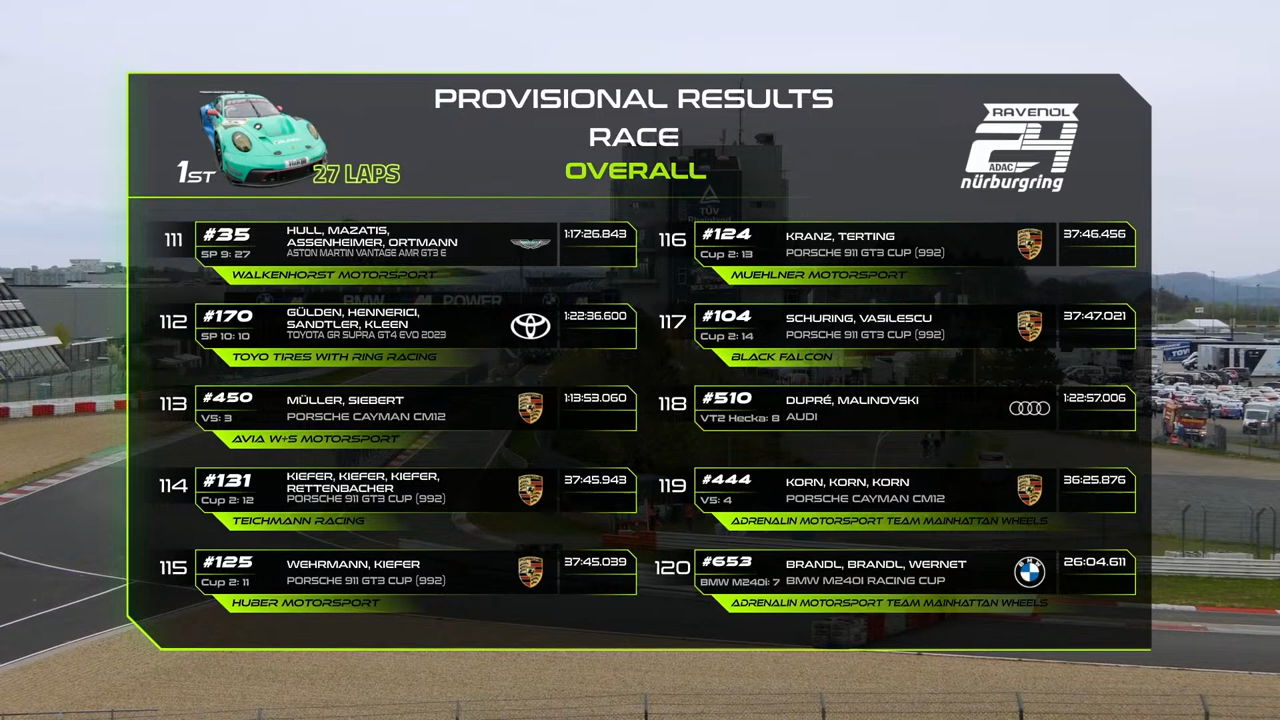 PROVISIONAL RESULTS
RACE
OVERALL
1ST
27 LAPS
RAVENOL
24
ADAC
nürburgring
TÜV
Rheinland
BMW M POWER
111
#35
SP 9: 27
HULL, MAZATIS,
ASSENHEIMER, ORTMANN
ASTON MARTIN VANTAGE AMR GT3 E
1:17:26.843
WALKENHORST MOTORSPORT
112
#170
SP 10: 10
GÜLDEN, HENNERICI,
SANDTLER, KLEEN
TOYOTA GR SUPRA GT4 EVO 2023
1:22:36.600
TOYO TIRES WITH RING RACING
113
#450
V5: 3
MÜLLER, SIEBERT
PORSCHE CAYMAN CM12
1:13:53.060
AVIA W+S MOTORSPORT
114
#131
Cup 2: 12
KIEFER, KIEFER, KIEFER,
RETTENBACHER
PORSCHE 911 GT3 CUP (992)
37:45.943
TEICHMANN RACING
115
#125
Cup 2: 11
WEHRMANN, KIEFER
PORSCHE 911 GT3 CUP (992)
37:45.039
HUBER MOTORSPORT
116
#124
Cup 2: 13
KRANZ, TERTING
PORSCHE 911 GT3 CUP (992)
37:46.456
MUEHLNER MOTORSPORT
117
#104
Cup 2: 14
SCHURING, VASILESCU
PORSCHE 911 GT3 CUP (992)
37:47.021
BLACK FALCON
118
#510
VT2 Hecka: 8
DUPRÉ, MALINOVSKI
AUDI
1:22:57.006
119
#444
V5: 4
KORN, KORN, KORN
PORSCHE CAYMAN CM12
36:25.876
ADRENALIN MOTORSPORT TEAM MAINHATTAN WHEELS
120
#653
BMW M240i: 7
BRANDL, BRANDL, WERNET
BMW M240I RACING CUP
26:04.611
ADRENALIN MOTORSPORT TEAM MAINHATTAN WHEELS